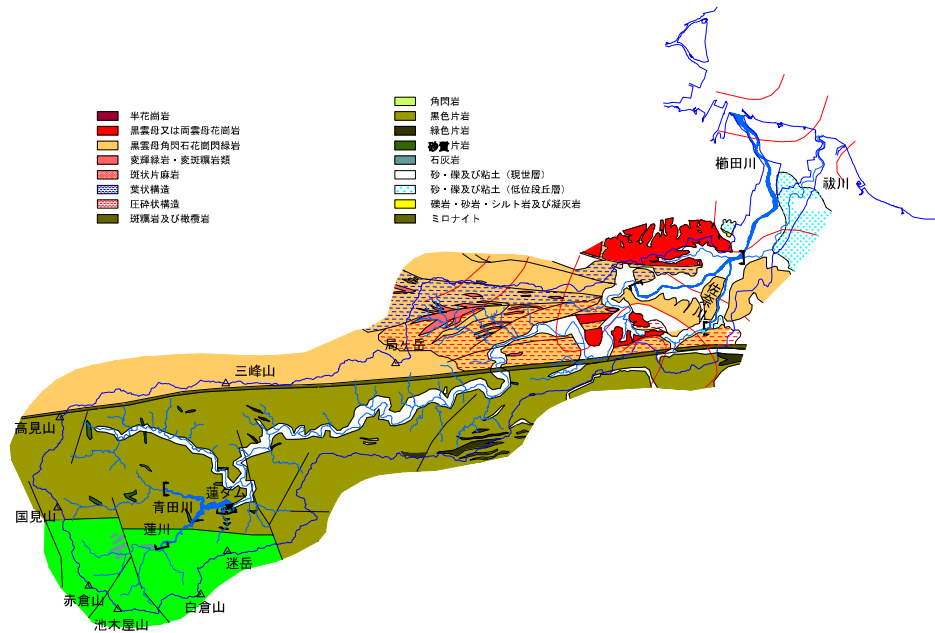 半花崗岩
黒雲母又は両雲母花崗岩
黒雲母角閃石花崗閃緑岩
変輝緑岩・変斑糲岩類
斑状片麻岩
葉状構造
圧砕状構造
斑糲岩及び橄欖岩
角閃岩
黒色片岩
緑色片岩
砂質片岩
石灰岩
砂・礫及び粘土（現世層）
砂・礫及び粘土（低位段丘層）
礫岩・砂岩・シルト岩及び凝灰岩
ミロナイト
櫛田川
祓川
佐奈川
局ヶ岳
三峰山
高見山
蓮ダム
青田川
国見山
蓮川
迷岳
赤倉山
白倉山
池木屋山